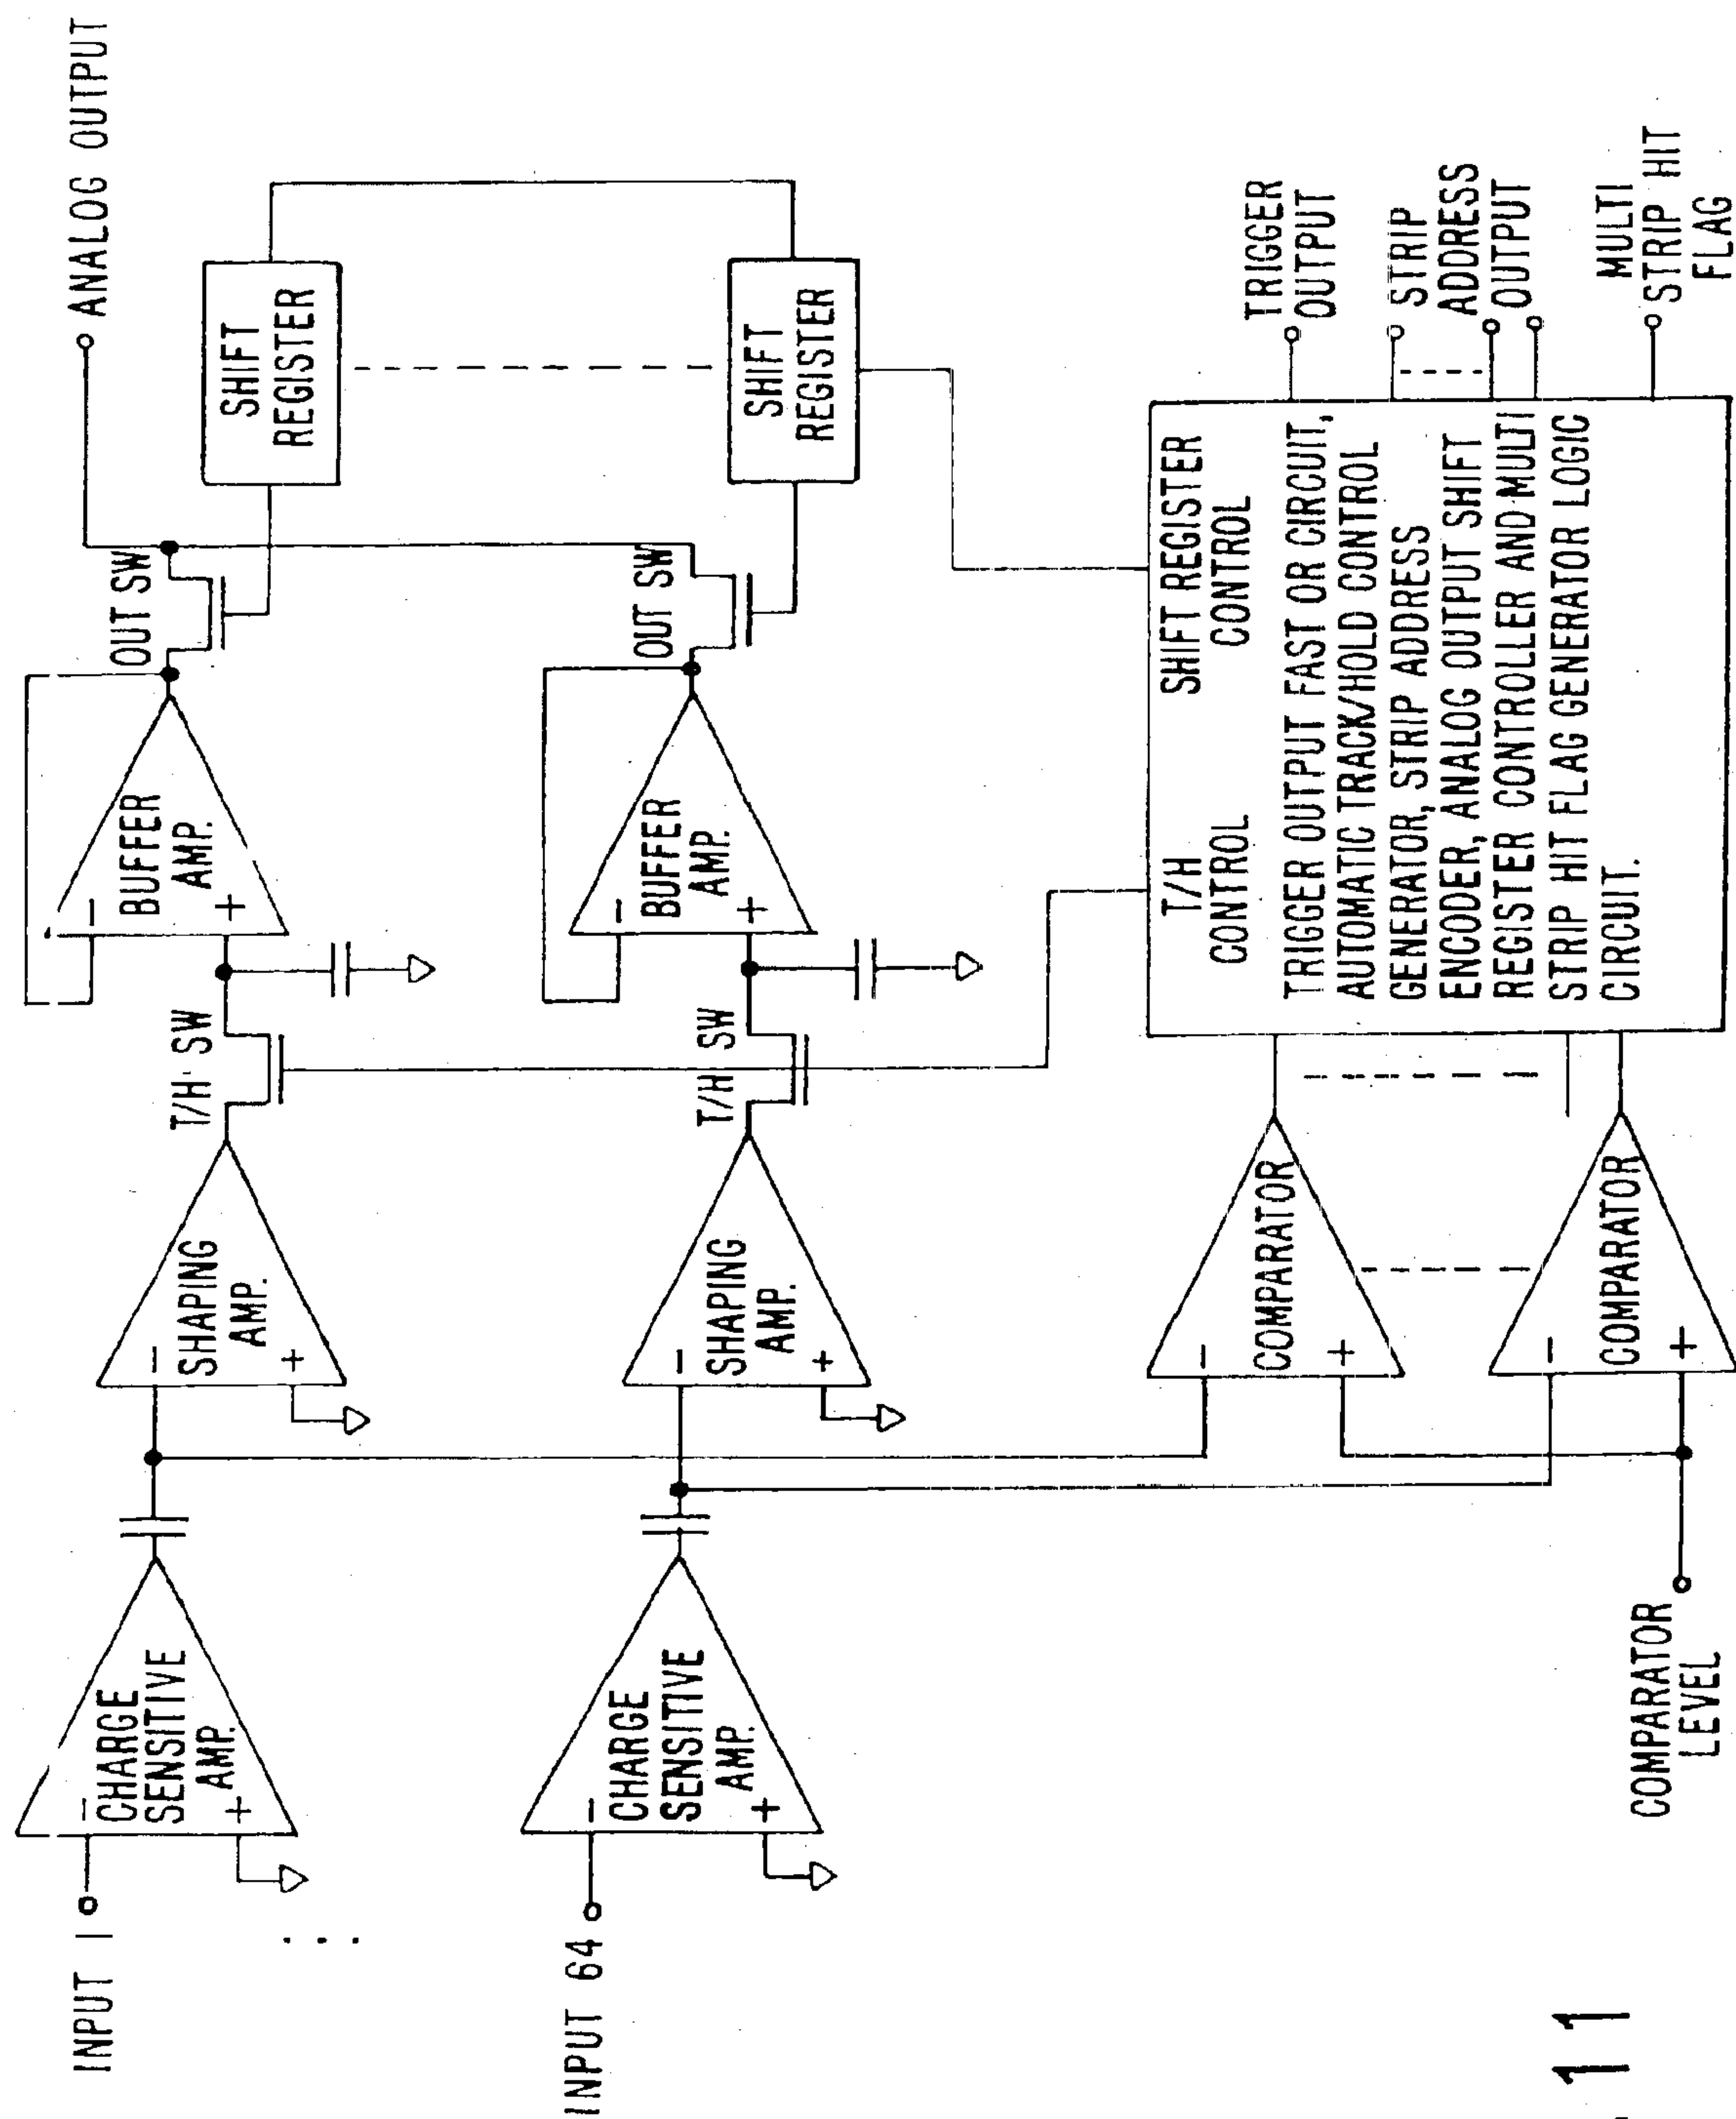 INPUT 1
CHARGE
SENSITIVE
AMP.
-
+
SHAPING
AMP.
-
+
T/H SW
BUFFER
AMP.
-
+
OUT SW
ANALOG OUTPUT
SHIFT
REGISTER
INPUT 64
CHARGE
SENSITIVE
AMP.
-
+
SHAPING
AMP.
-
+
T/H SW
BUFFER
AMP.
-
+
OUT SW
SHIFT
REGISTER
COMPARATOR
-
+
COMPARATOR
-
+
COMPARATOR
LEVEL
T/H
CONTROL
SHIFT REGISTER
CONTROL
TRIGGER OUTPUT FAST OR CIRCUIT,
AUTOMATIC TRACK/HOLD CONTROL
GENERATOR, STRIP ADDRESS
ENCODER, ANALOG OUTPUT SHIFT
REGISTER CONTROLLER AND MULTI
STRIP HIT FLAG GENERATOR LOGIC
CIRCUIT.
TRIGGER
OUTPUT
STRIP
ADDRESS
OUTPUT
MULTI
STRIP HIT
FLAG
11